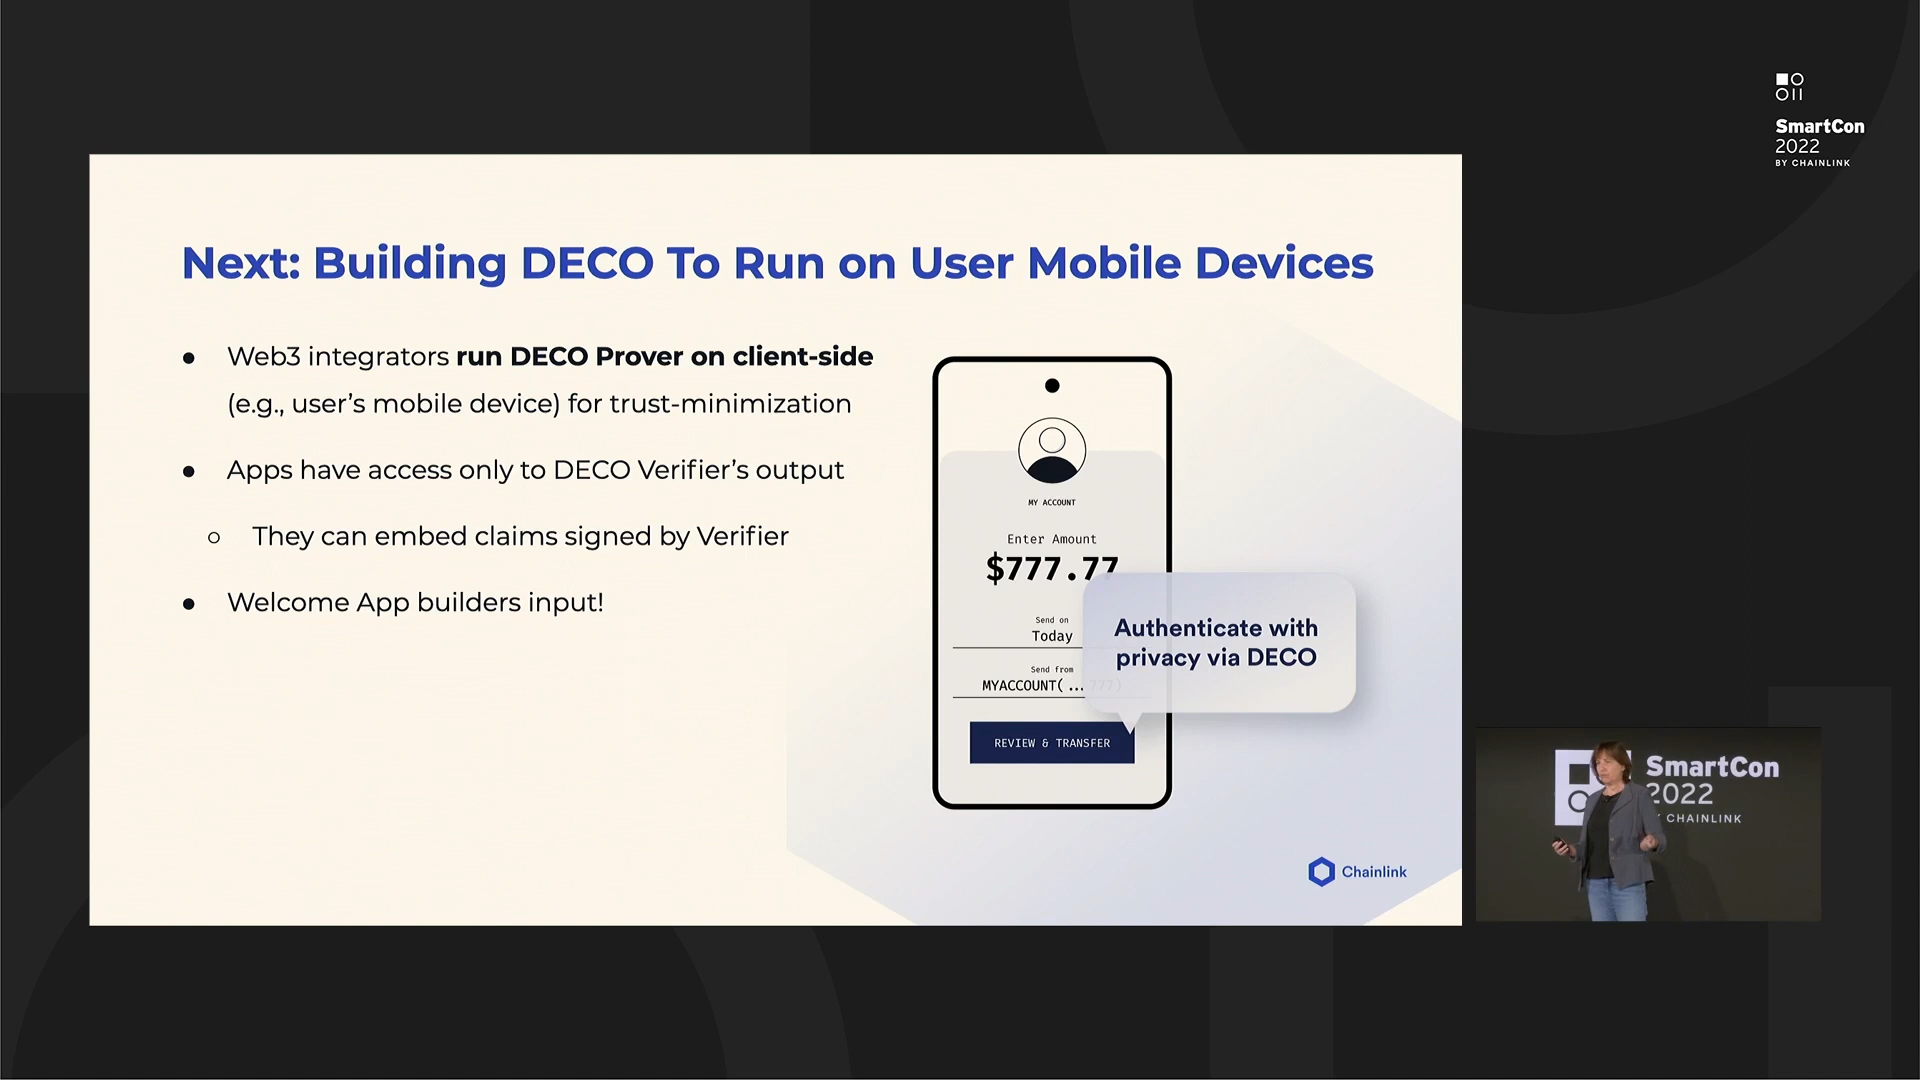 SmartCon
2022
BY CHAINLINK
Next: Building DECO To Run on User Mobile Devices
● Web3 integrators run DECO Prover on client-side
(e.g., user’s mobile device) for trust-minimization
● Apps have access only to DECO Verifier’s output
○ They can embed claims signed by Verifier
● Welcome App builders input!
MY ACCOUNT
Enter Amount
$777.77
Send on
Today
Send from
MYACCOUNT(...777)
REVIEW & TRANSFER
Authenticate with
privacy via DECO
Chainlink
SmartCon
2022
CHAINLINK